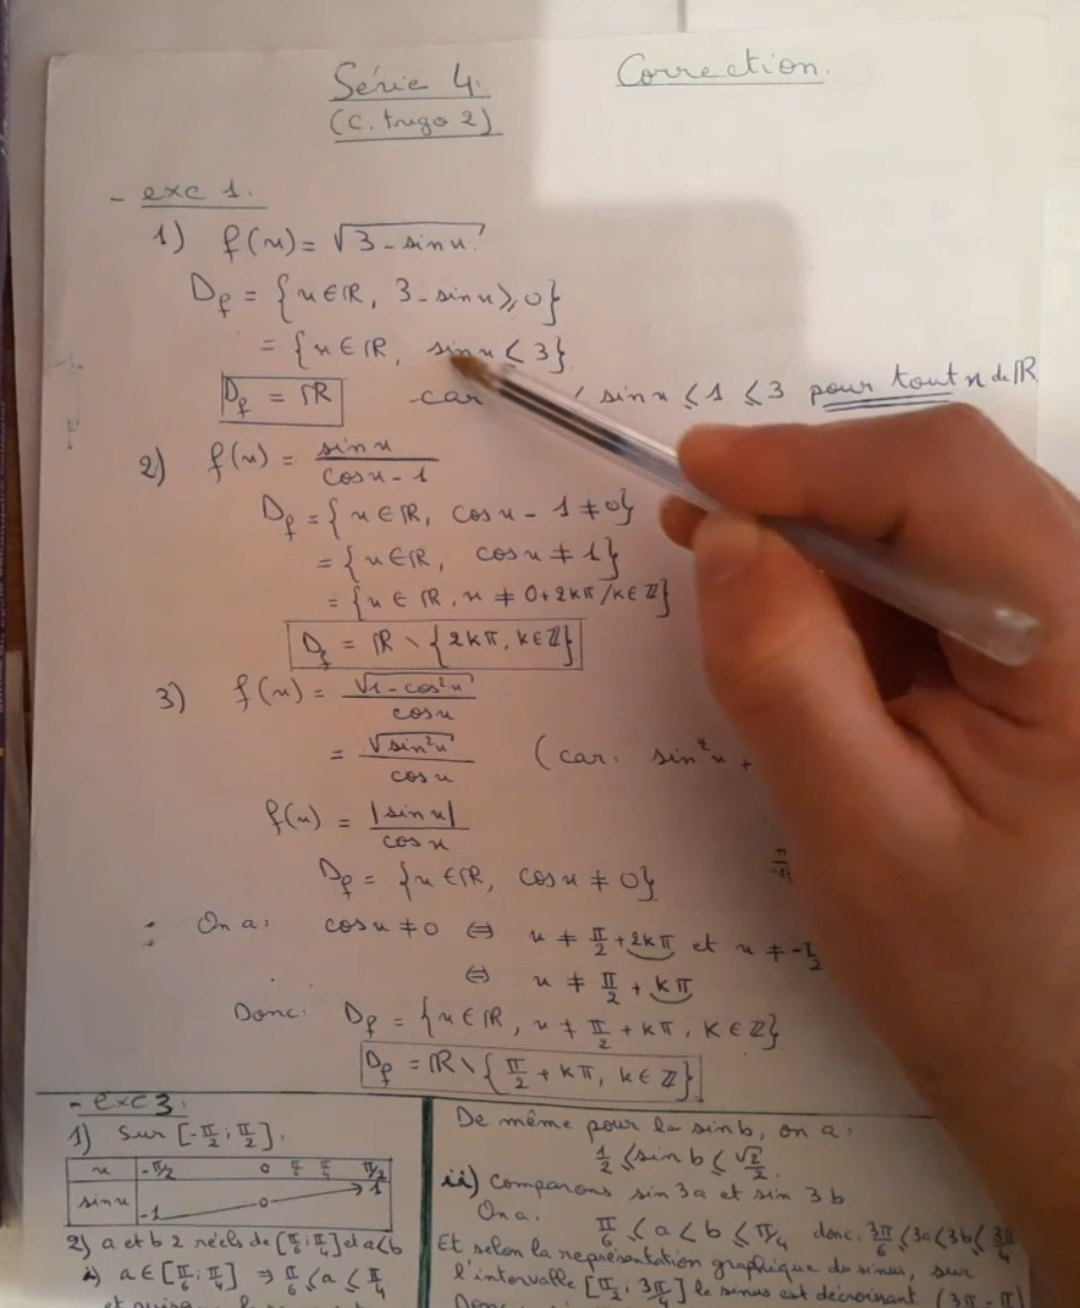 Série 4.
Correction.
(c. trigo 2)
- exc 1.
1) f(x) = √3 - sin x
Df = {x ∈ ℝ, 3 - sin x ⩾ 0}
= {x ∈ ℝ, sin x ⩽ 3}
Df = ℝ car sin x ⩽ 1 ⩽ 3 pour tout x de ℝ
2) f(x) = sin x / cos x - 1
Df = {x ∈ ℝ, cos x - 1 ≠ 0}
= {x ∈ ℝ, cos x ≠ 1}
= {x ∈ ℝ, x ≠ 0 + 2kπ / k ∈ ℤ}
Df = ℝ \ {2kπ, k ∈ ℤ}
3) f(x) = √1 - cos²x / cos x
= √sin²x / cos x (car. sin²x +
f(x) = |sin x| / cos x
Df = {x ∈ ℝ, cos x ≠ 0}
On a: cos x ≠ 0 ⇔ x ≠ π/2 + 2kπ et x ≠ -π/2
⇔ x ≠ π/2 + kπ
Donc: Df = {x ∈ ℝ, x ≠ π/2 + kπ, k ∈ ℤ}
Df = ℝ \ {π/2 + kπ, k ∈ ℤ}
- exc 3.
1) Sur [-π/2 ; π/2].
x -π/2 0 π/6 π/4 π/2
sin x -1 0 1
2) a et b 2 réels de [π/6 ; π/4] et a<b
i) a ∈ [π/6 ; π/4] ⇒ π/6 ⩽ a ⩽ π/4
De même pour le sin b, on a:
1/2 ⩽ sin b ⩽ √2/2.
ii) Comparons sin 3a et sin 3b
On a. π/6 ⩽ a < b ⩽ π/4 donc: 3π/6 ⩽ 3a < 3b ⩽ 3π/4
Et selon la représentation graphique du sinus, sur
l'intervalle [π/2 ; 3π/4] le sinus est décroissant.